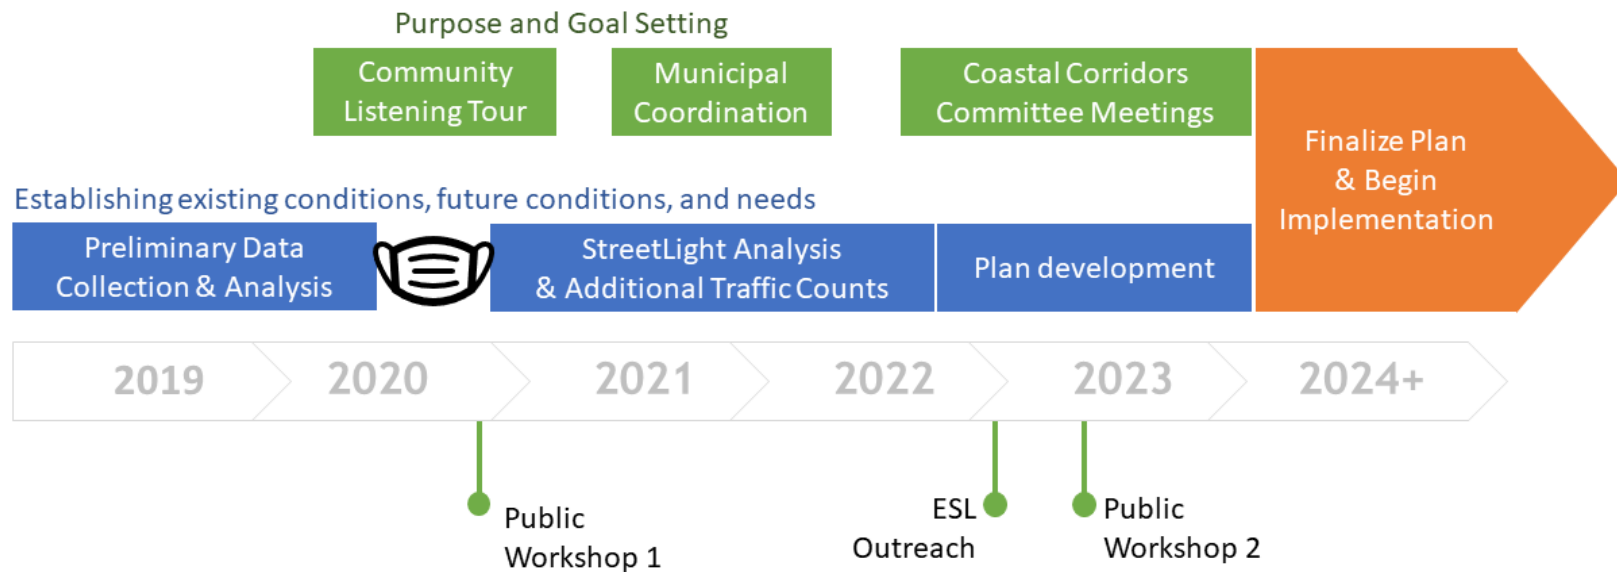 Purpose and Goal Setting
Community
Listening Tour
Municipal
Coordination
Coastal Corridors
Committee Meetings
Finalize Plan
& Begin
Implementation
Establishing existing conditions, future conditions, and needs
Preliminary Data
Collection & Analysis
StreetLight Analysis
& Additional Traffic Counts
Plan development
2019
2020
2021
2022
2023
2024+
Public
Workshop 1
ESL
Outreach
Public
Workshop 2